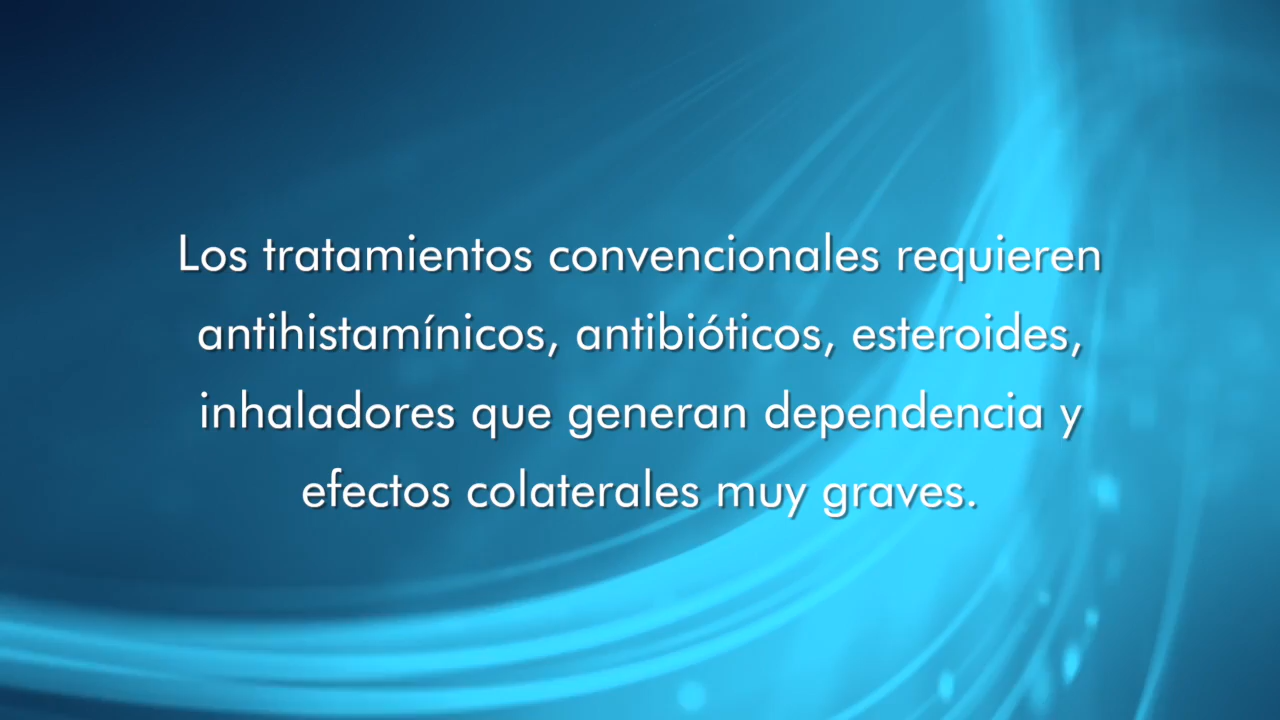 Los tratamientos convencionales requieren
antihistamínicos, antibióticos, esteroides,
inhaladores que generan dependencia y
efectos colaterales muy graves.